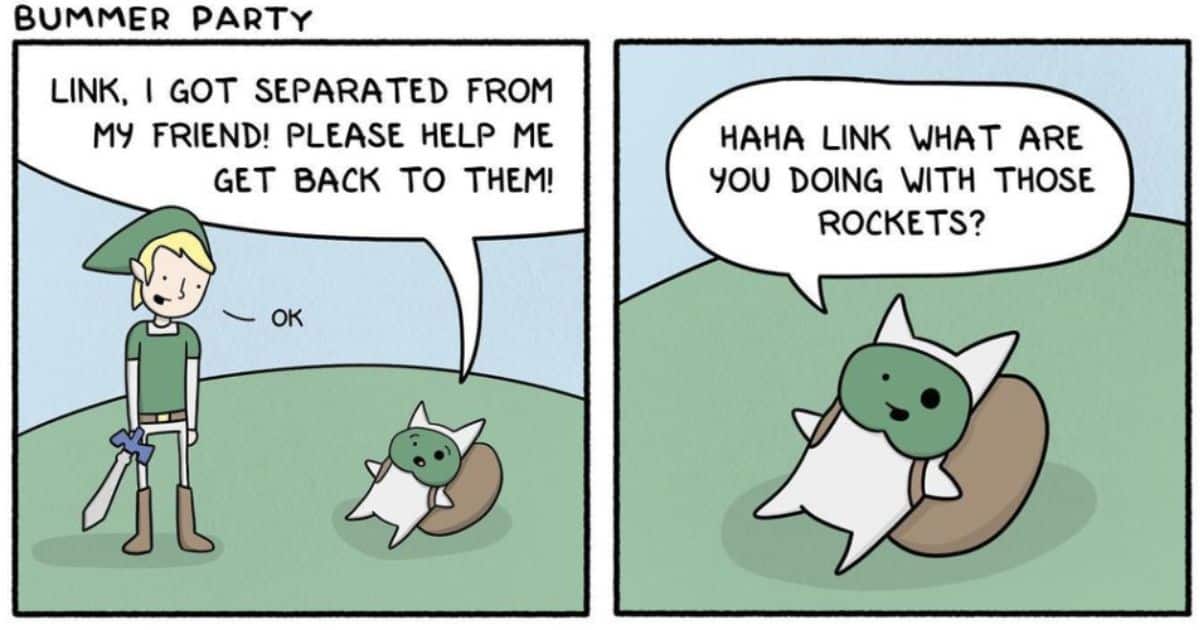 BUMMER PARTY
LINK, I GOT SEPARATED FROM
MY FRIEND! PLEASE HELP ME
GET BACK TO THEM!
OK
HAHA LINK WHAT ARE
YOU DOING WITH THOSE
ROCKETS?